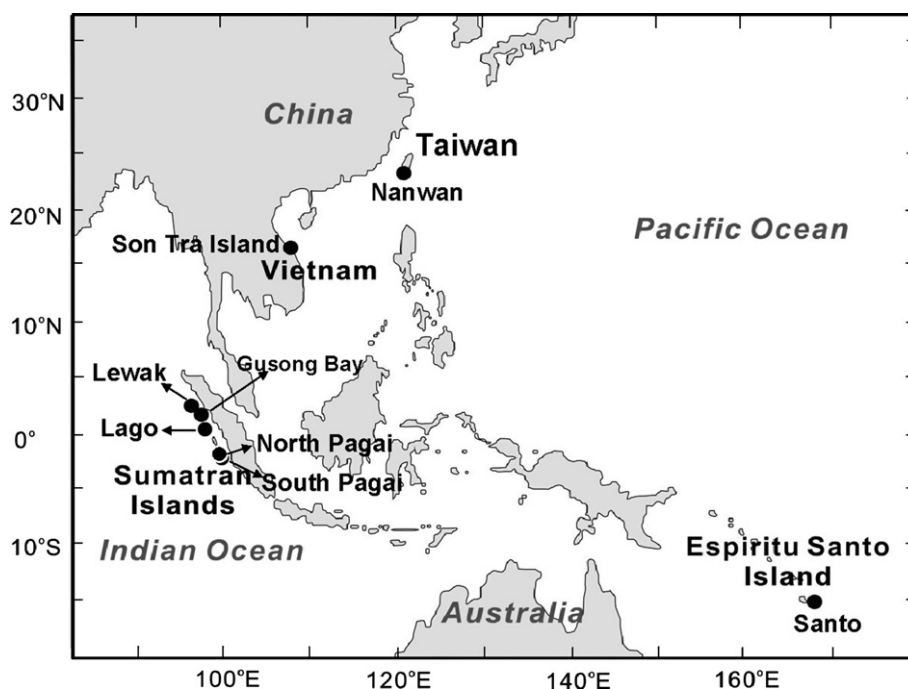 30°N
China
Taiwan
Nanwan
20°N
Son Trà Island
Pacific Ocean
Vietnam
10°N
Lewak
Gusong Bay
Lago
0°
North Pagai
Sumatran
South Pagai
Islands
10°S
Indian Ocean
Espiritu Santo
Island
Australia
Santo
100°E
120°E
140°E
160°E